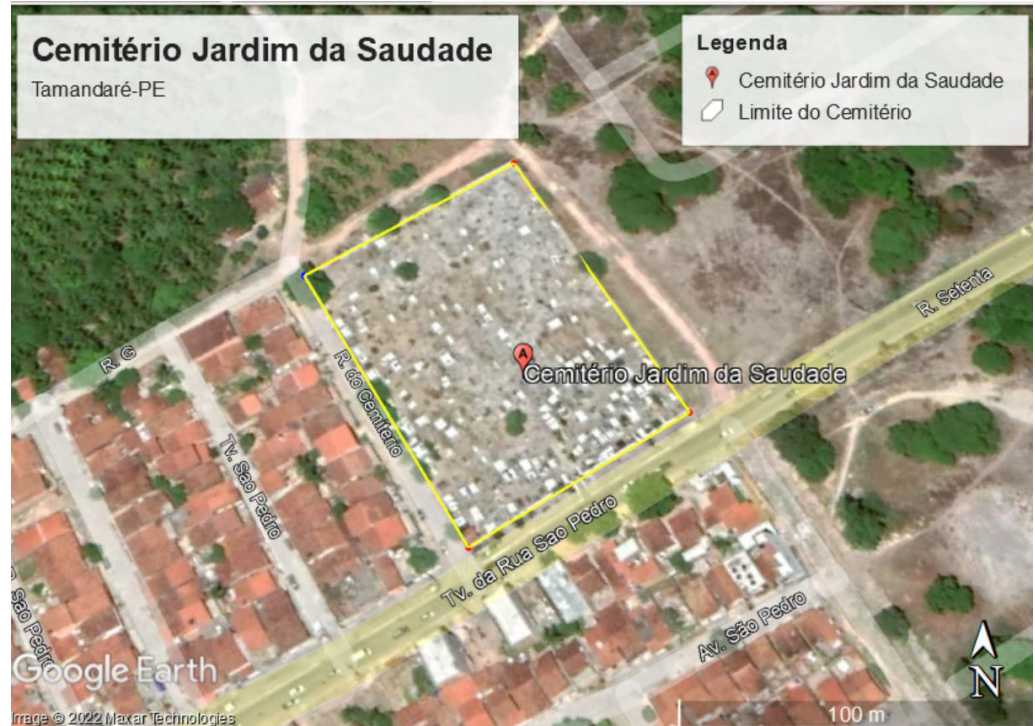 Cemitério Jardim da Saudade
Tamandaré-PE
Legenda
A Cemitério Jardim da Saudade
Limite do Cemitério
R. Setenta
R. G
R. do Cemitério
A
Cemitério Jardim da Saudade
Tv. Sao Pedro
Tv. da Rua Sao Pedro
Sao Pedro
Av. São Pedro
N
Google Earth
Image © 2022 Maxar Technologies
100 m